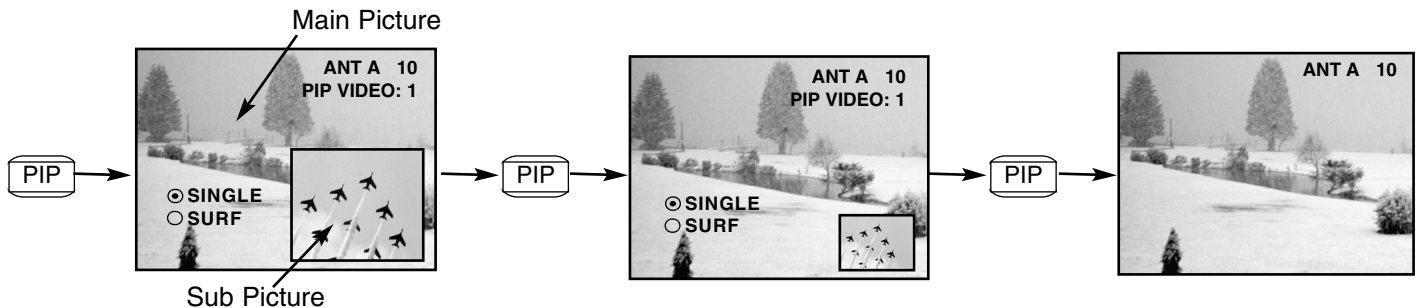 Main Picture
PIP
ANT A 10
PIP VIDEO: 1
SINGLE
SURF
Sub Picture
PIP
ANT A 10
PIP VIDEO: 1
SINGLE
SURF
PIP
ANT A 10